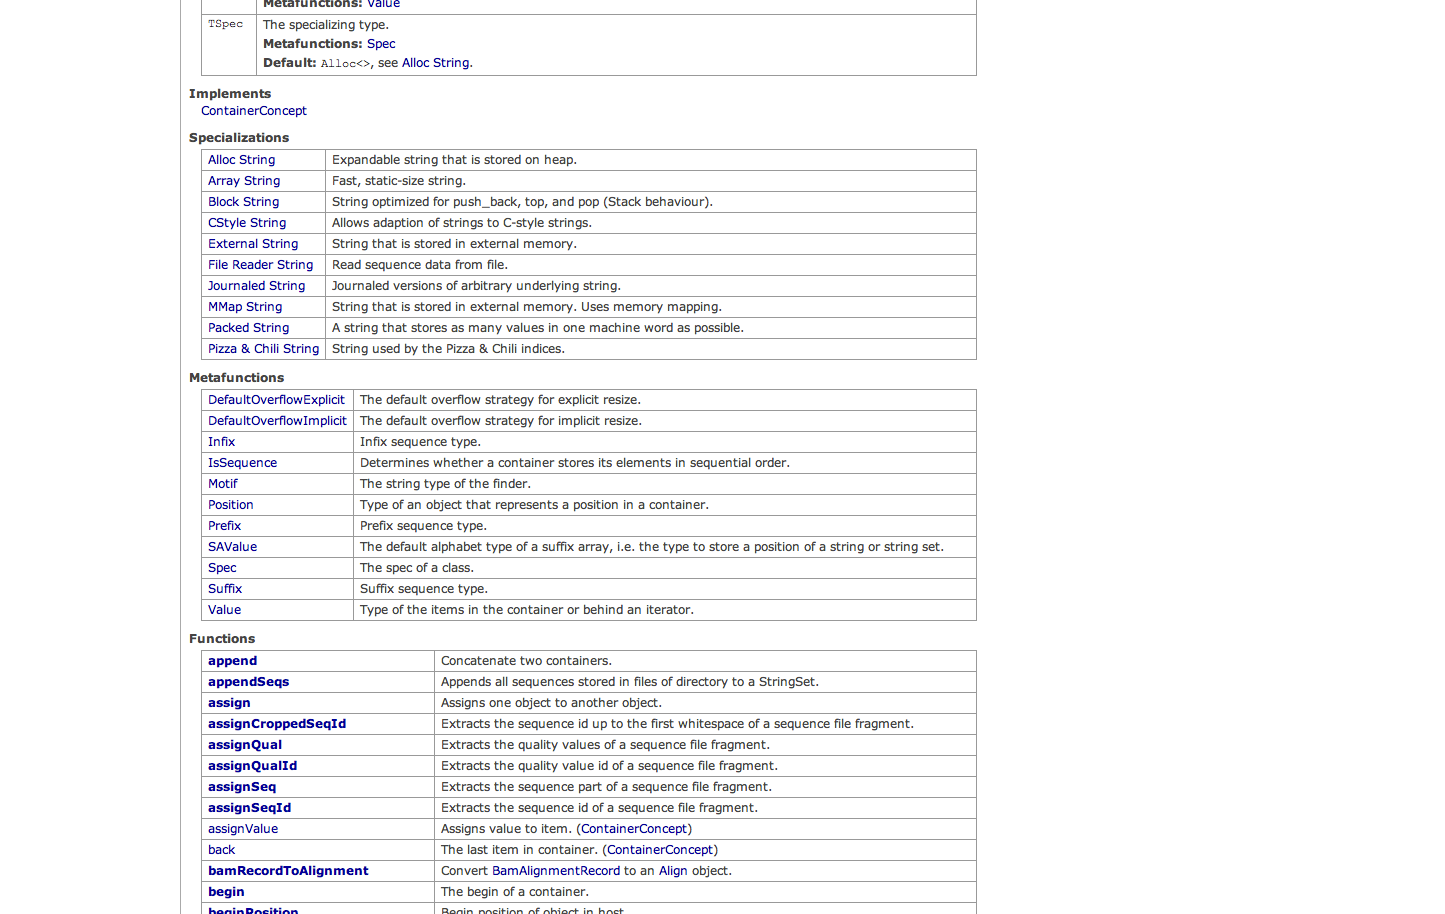 Metafunctions: Value
TSpec The specializing type.
Metafunctions: Spec
Default: Alloc<>, see Alloc String.
Implements
ContainerConcept
Specializations
Alloc String Expandable string that is stored on heap.
Array String Fast, static-size string.
Block String String optimized for push_back, top, and pop (Stack behaviour).
CStyle String Allows adaption of strings to C-style strings.
External String String that is stored in external memory.
File Reader String Read sequence data from file.
Journaled String Journaled versions of arbitrary underlying string.
MMap String String that is stored in external memory. Uses memory mapping.
Packed String A string that stores as many values in one machine word as possible.
Pizza & Chili String String used by the Pizza & Chili indices.
Metafunctions
DefaultOverflowExplicit The default overflow strategy for explicit resize.
DefaultOverflowImplicit The default overflow strategy for implicit resize.
Infix Infix sequence type.
IsSequence Determines whether a container stores its elements in sequential order.
Motif The string type of the finder.
Position Type of an object that represents a position in a container.
Prefix Prefix sequence type.
SAValue The default alphabet type of a suffix array, i.e. the type to store a position of a string or string set.
Spec The spec of a class.
Suffix Suffix sequence type.
Value Type of the items in the container or behind an iterator.
Functions
append Concatenate two containers.
appendSeqs Appends all sequences stored in files of directory to a StringSet.
assign Assigns one object to another object.
assignCroppedSeqId Extracts the sequence id up to the first whitespace of a sequence file fragment.
assignQual Extracts the quality values of a sequence file fragment.
assignQualId Extracts the quality value id of a sequence file fragment.
assignSeq Extracts the sequence part of a sequence file fragment.
assignSeqId Extracts the sequence id of a sequence file fragment.
assignValue Assigns value to item. (ContainerConcept)
back The last item in container. (ContainerConcept)
bamRecordToAlignment Convert BamAlignmentRecord to an Align object.
begin The begin of a container.
beginPosition Begin position of object in host.